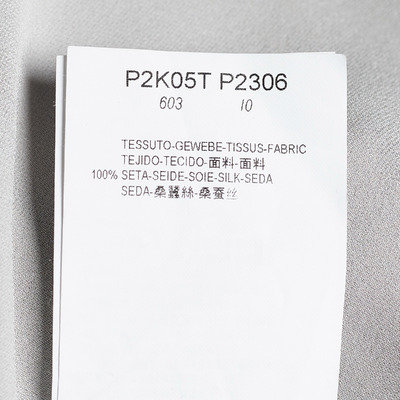 P2K05T P2306
603 10
TESSUTO-GEWEBE-TISSUS-FABRIC
TEJIDO-TECIDO-面料-面料
100% SETA-SEIDE-SOIE-SILK-SEDA
SEDA-桑蠶絲-桑蚕丝